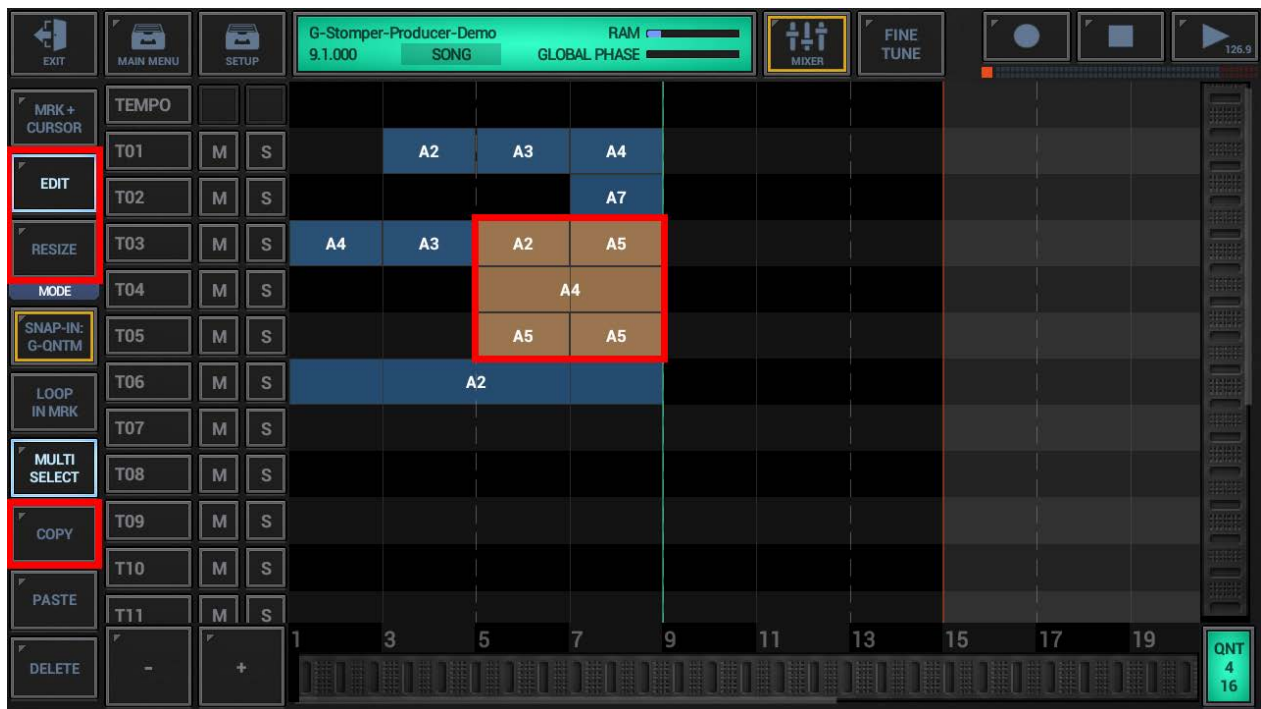 EXIT
MAIN MENU
SETUP
G-Stomper-Producer-Demo RAM
9.1.000 SONG GLOBAL PHASE
MIXER
FINE
TUNE
126.9
MRK +
CURSOR
TEMPO
T01 M S A2 A3 A4
EDIT
T02 M S A7
RESIZE
T03 M S A4 A3 A2 A5
MODE
T04 M S A4
SNAP-IN:
G-QNTM
T05 M S A5 A5
LOOP
IN MRK
T06 M S A2
T07 M S
MULTI
SELECT
T08 M S
COPY
T09 M S
T10 M S
PASTE
T11 M S
1 3 5 7 9 11 13 15 17 19
DELETE
- +
QNT
4
16